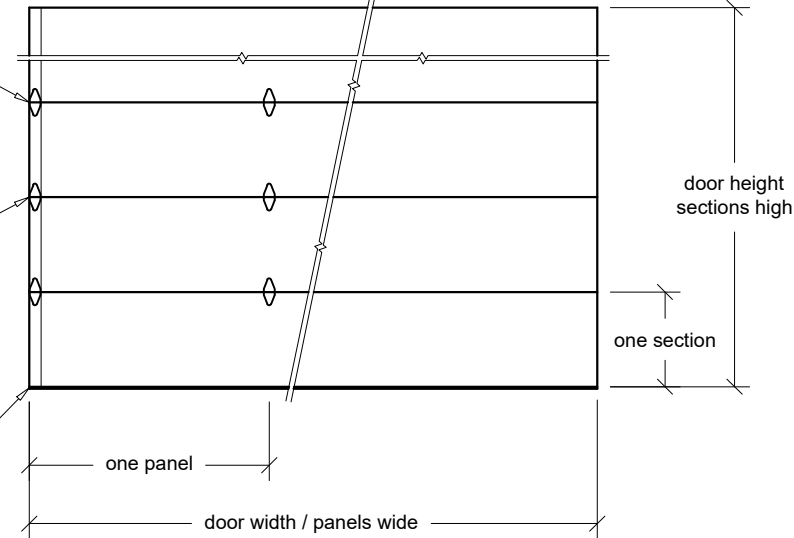 door height
sections high
one section
one panel
door width / panels wide